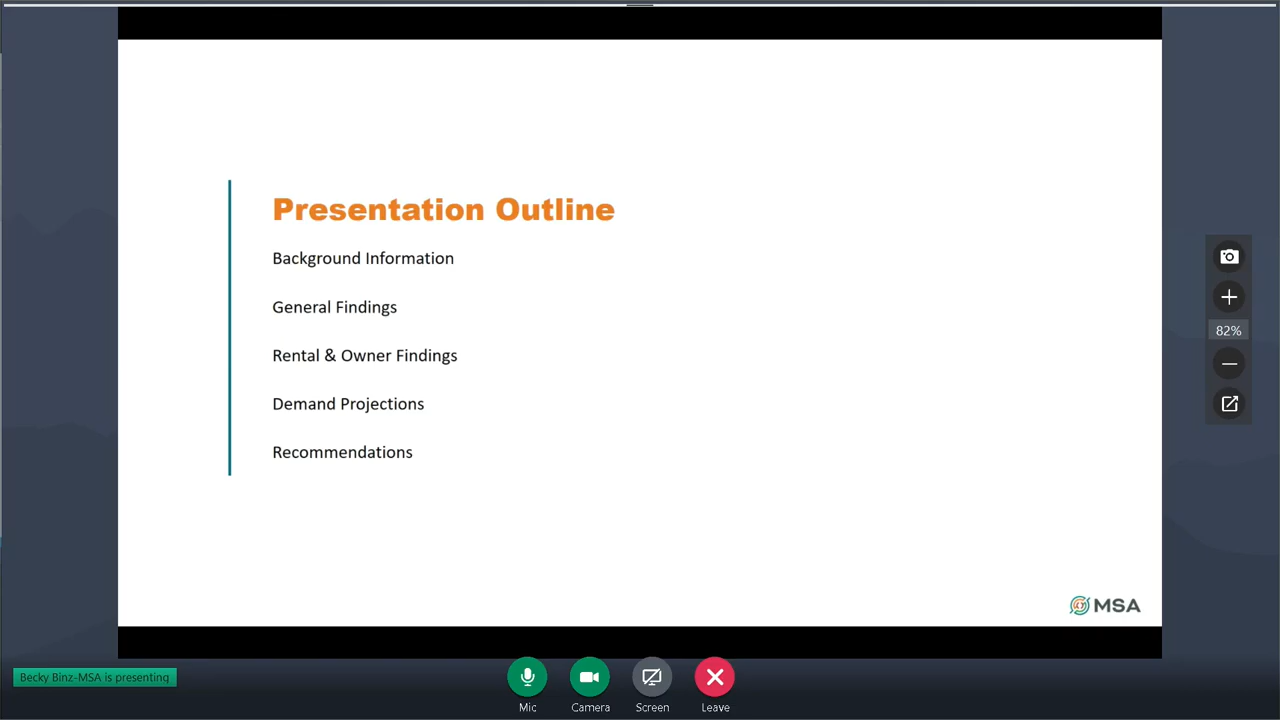 Presentation Outline
Background Information
General Findings
Rental & Owner Findings
Demand Projections
Recommendations
82%
MSA
Becky Binz-MSA is presenting
Mic
Camera
Screen
Leave